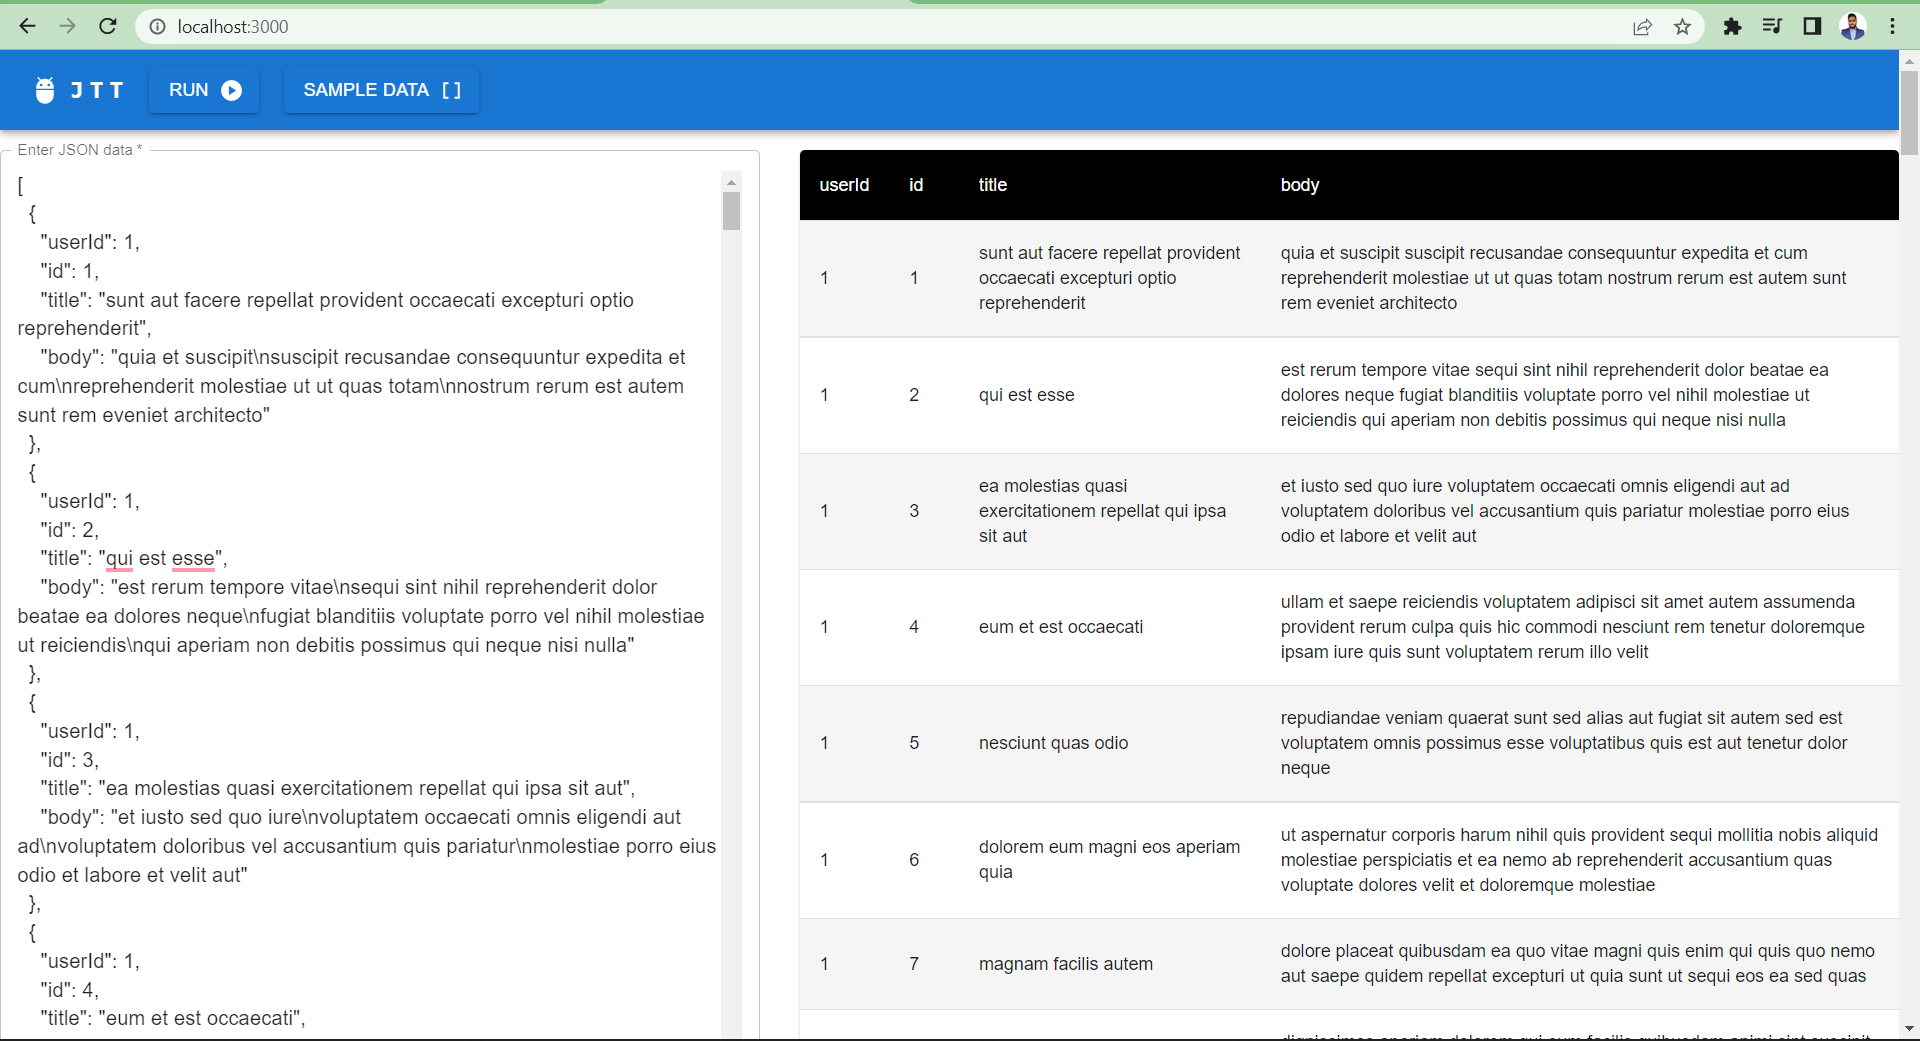 localhost:3000
JTT
RUN
SAMPLE DATA []
Enter JSON data *
[
{
"userId": 1,
"id": 1,
"title": "sunt aut facere repellat provident occaecati excepturi optio
reprehenderit",
"body": "quia et suscipit\nsuscipit recusandae consequuntur expedita et
cum\nreprehenderit molestiae ut ut quas totam\nnostrum rerum est autem
sunt rem eveniet architecto"
},
{
"userId": 1,
"id": 2,
"title": "qui est esse",
"body": "est rerum tempore vitae\nsequi sint nihil reprehenderit dolor
beatae ea dolores neque\nfugiat blanditiis voluptate porro vel nihil molestiae
ut reiciendis\nqui aperiam non debitis possimus qui neque nisi nulla"
},
{
"userId": 1,
"id": 3,
"title": "ea molestias quasi exercitationem repellat qui ipsa sit aut",
"body": "et iusto sed quo iure\nvoluptatem occaecati omnis eligendi aut
ad\nvoluptatem doloribus vel accusantium quis pariatur\nmolestiae porro eius
odio et labore et velit aut"
},
{
"userId": 1,
"id": 4,
"title": "eum et est occaecati",
userId id title body
sunt aut facere repellat provident
occaecati excepturi optio
reprehenderit
1 1
quia et suscipit suscipit recusandae consequuntur expedita et cum
reprehenderit molestiae ut ut quas totam nostrum rerum est autem sunt
rem eveniet architecto
1 2 qui est esse
est rerum tempore vitae sequi sint nihil reprehenderit dolor beatae ea
dolores neque fugiat blanditiis voluptate porro vel nihil molestiae ut
reiciendis qui aperiam non debitis possimus qui neque nisi nulla
1 3
ea molestias quasi
exercitationem repellat qui ipsa
sit aut
et iusto sed quo iure voluptatem occaecati omnis eligendi aut ad
voluptatem doloribus vel accusantium quis pariatur molestiae porro eius
odio et labore et velit aut
1 4 eum et est occaecati
ullam et saepe reiciendis voluptatem adipisci sit amet autem assumenda
provident rerum culpa quis hic commodi nesciunt rem tenetur doloremque
ipsam iure quis sunt voluptatem rerum illo velit
1 5 nesciunt quas odio
repudiandae veniam quaerat sunt sed alias aut fugiat sit autem sed est
voluptatem omnis possimus esse voluptatibus quis est aut tenetur dolor
neque
1 6
dolorem eum magni eos aperiam
quia
ut aspernatur corporis harum nihil quis provident sequi mollitia nobis aliquid
molestiae perspiciatis et ea nemo ab reprehenderit accusantium quas
voluptate dolores velit et doloremque molestiae
1 7 magnam facilis autem
dolore placeat quibusdam ea quo vitae magni quis enim qui quis quo nemo
aut saepe quidem repellat excepturi ut quia sunt ut sequi eos ea sed quas